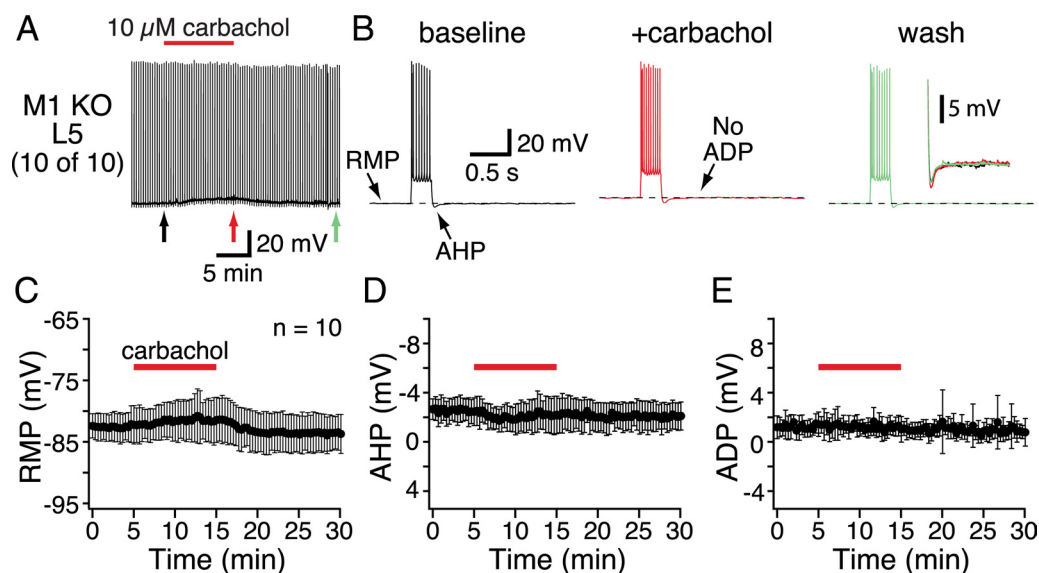 A
10 µM carbachol
M1 KO
L5
(10 of 10)
20 mV
5 min
B
baseline
+carbachol
wash
RMP
AHP
20 mV
0.5 s
No
ADP
5 mV
C
n = 10
carbachol
RMP (mV)
-65
-75
-85
-95
0 5 10 15 20 25 30
Time (min)
D
AHP (mV)
-8
-4
0
4
0 5 10 15 20 25 30
Time (min)
E
ADP (mV)
8
4
0
-4
0 5 10 15 20 25 30
Time (min)